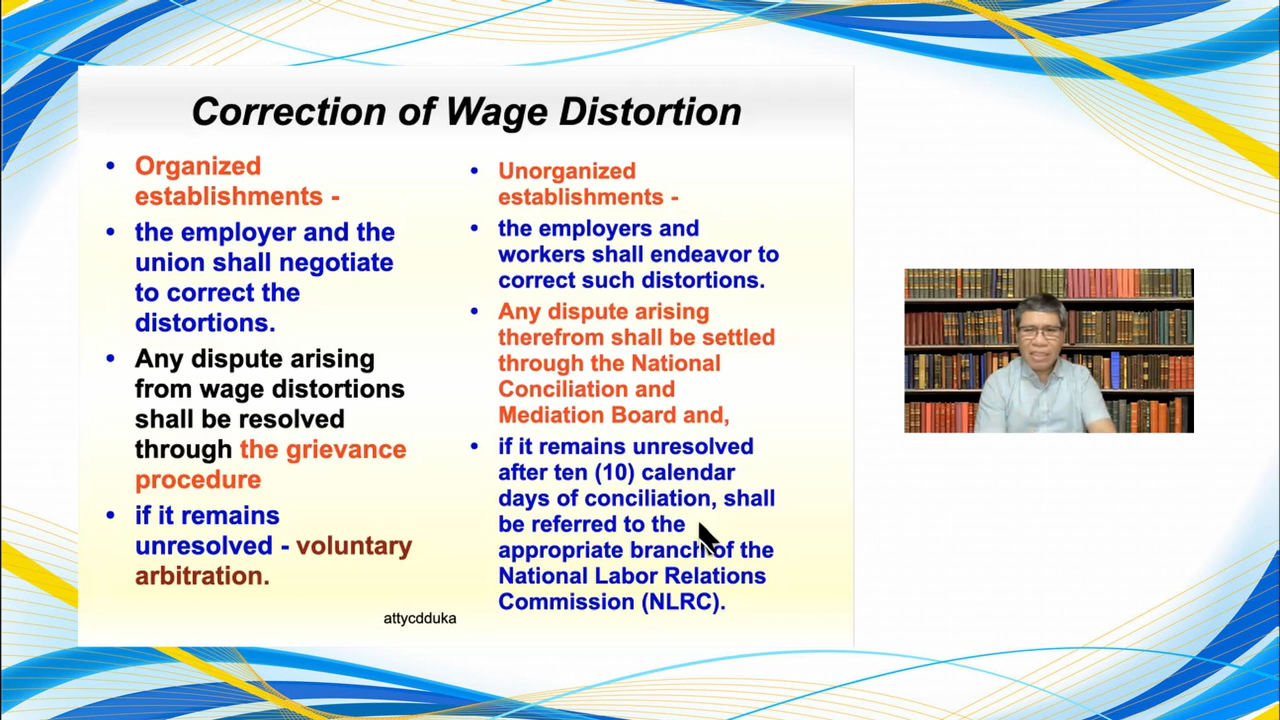 Correction of Wage Distortion
• Organized
establishments -
• the employer and the
union shall negotiate
to correct the
distortions.
• Any dispute arising
from wage distortions
shall be resolved
through the grievance
procedure
• if it remains
unresolved - voluntary
arbitration.
• Unorganized
establishments -
• the employers and
workers shall endeavor to
correct such distortions.
• Any dispute arising
therefrom shall be settled
through the National
Conciliation and
Mediation Board and,
• if it remains unresolved
after ten (10) calendar
days of conciliation, shall
be referred to the
appropriate branch of the
National Labor Relations
Commission (NLRC).
attycdduka